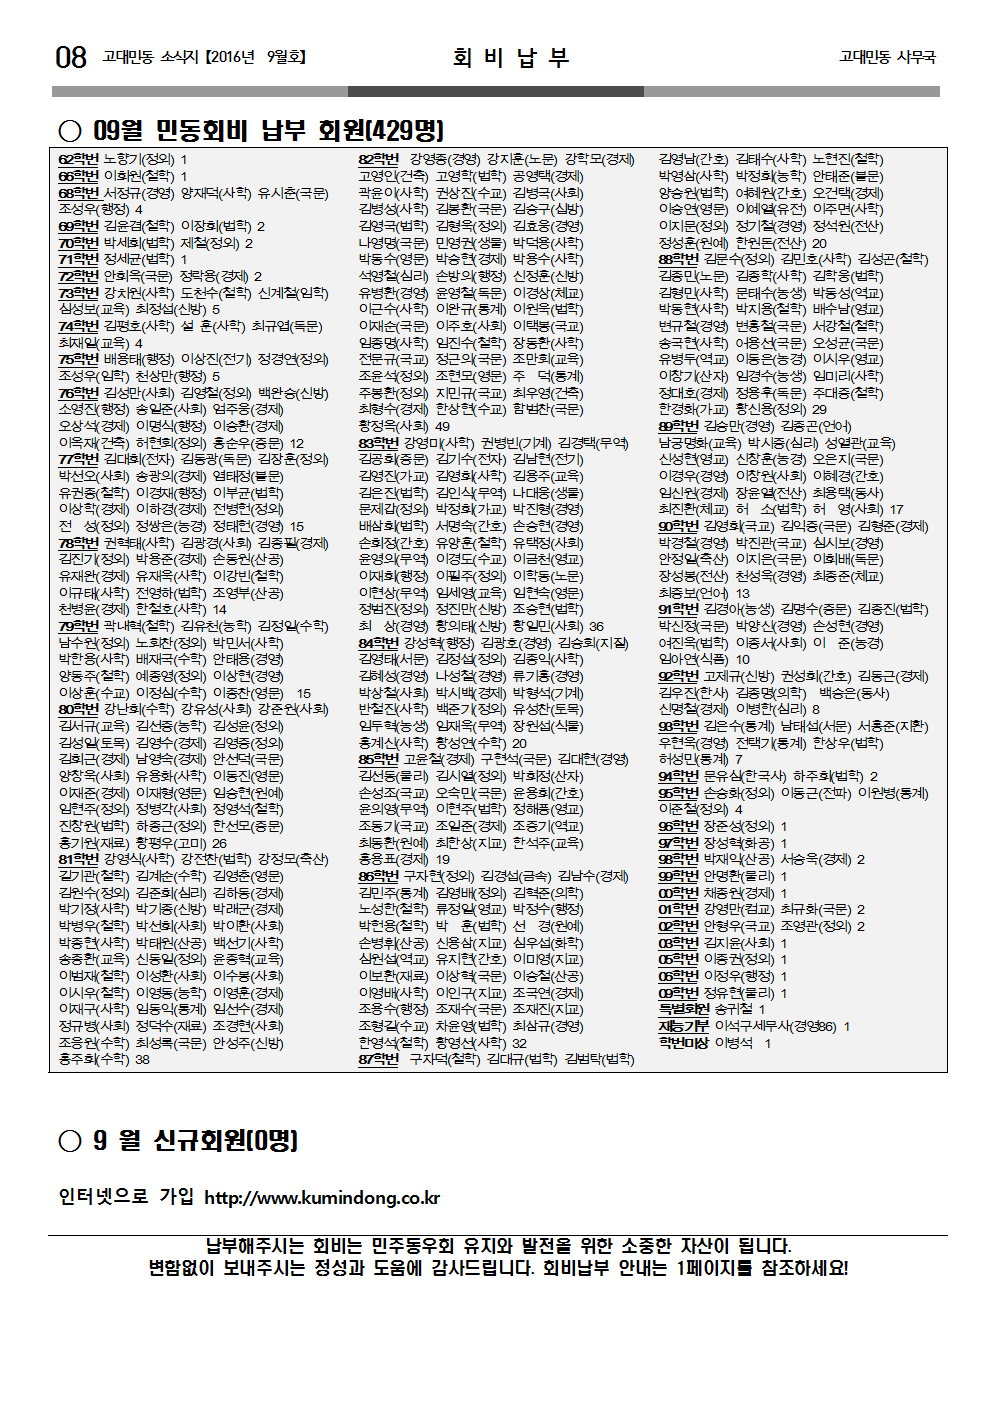 08 고대민동 소식지 【2016년 9월호】
회 비 납 부
고대민동 사무국
○ 09월 민동회비 납부 회원(429명)
62학번 노향기(정외) 1
66학번 이화원(철학) 1
68학번 서정규(경영) 양재덕(사학) 유시춘(국문)
조성우(행정) 4
69학번 김윤겸(철학) 이장희(법학) 2
70학번 박세희(법학) 제철(정외) 2
71학번 정세균(법학) 1
72학번 안희옥(국문) 정탁용(경제) 2
73학번 강치원(사학) 도천수(철학) 신계철(임학)
심성보(교육) 최정섭(신방) 5
74학번 김평호(사학) 설 훈(사학) 최규엽(독문)
최재일(교육) 4
75학번 배용태(행정) 이상진(전기) 정경연(정외)
조성우(임학) 천상만(행정) 5
76학번 김성만(사회) 김영철(정외) 백완승(신방)
소영진(행정) 송일준(사회) 엄주웅(경제)
오상석(경제) 이명식(행정) 이승환(경제)
이옥재(건축) 허현회(정외) 홍순우(중문) 12
77학번 김대희(전자) 김동광(독문) 김장훈(정외)
박선오(사회) 송광의(경제) 염태정(불문)
유권종(철학) 이경재(행정) 이부균(법학)
이상학(경제) 이하경(경제) 전병헌(정외)
전 성(정외) 정쌍은(농경) 정태헌(경영) 15
78학번 권혁태(사학) 김광경(사회) 김종필(경제)
김진기(정외) 박용준(경제) 손동원(산공)
유재완(경제) 유재욱(사학) 이강빈(철학)
이규태(사학) 전영하(법학) 조영부(산공)
천병윤(경제) 한철호(사학) 14
79학번 곽내혁(철학) 김유천(농학) 김정일(수학)
남수원(정외) 노회찬(정외) 박민서(사학)
박한용(사학) 배재국(수학) 안태용(경영)
양동주(철학) 예종영(정외) 이상현(경영)
이상훈(수교) 이정심(수학) 이종찬(영문) 15
80학번 강난희(수학) 강유성(사회) 강준원(사회)
김서규(교육) 김선중(농학) 김성윤(정외)
김성일(토목) 김영수(경제) 김영중(정외)
김회근(경제) 남영숙(경제) 안선덕(국문)
양창욱(사회) 유용화(사학) 이동진(영문)
이재준(경제) 이재형(영문) 임승현(원예)
임현주(정외) 정병각(사회) 정영석(철학)
진창원(법학) 하종근(정외) 한선모(중문)
홍기원(재료) 황평우(고미) 26
81학번 강영식(사학) 강전찬(법학) 강정모(축산)
길기관(철학) 김계순(수학) 김영춘(영문)
김원수(정외) 김준희(심리) 김하동(경제)
박기정(사학) 박기종(신방) 박래군(경제)
박병우(철학) 박선희(사회) 박이환(사회)
박종현(사학) 박태원(산공) 백선기(사학)
송중환(교육) 신동일(정외) 윤중혁(교육)
이범재(철학) 이성환(사회) 이수봉(사회)
이시우(철학) 이영동(농학) 이영훈(경제)
이재구(사학) 임동익(통계) 임선수(경제)
정규병(사회) 정덕수(재료) 조경현(사회)
조응원(수학) 최성록(국문) 안성주(신방)
홍주희(수학) 38
82학번 강영종(경영) 강지훈(노문) 강학모(경제)
고영인(건축) 고영학(법학) 공영택(경제)
곽윤이(사학) 권상진(수교) 김병국(사회)
김병성(사학) 김봉환(국문) 김승구(심방)
김영국(법학) 김형욱(정외) 김효응(경영)
나영명(국문) 민영권(생물) 박덕용(사학)
박동수(영문) 박승현(경제) 박용수(사학)
석영철(심리) 손방의(행정) 신정훈(신방)
유병환(경영) 윤영철(독문) 이경상(체교)
이근수(사학) 이완규(통계) 이원욱(법학)
이재순(국문) 이주호(사회) 이택봉(국교)
임종명(사학) 임진수(철학) 장동환(사학)
전문규(국교) 정근의(국문) 조만회(교육)
조윤석(정외) 조현모(영문) 주 덕(통계)
주봉환(정외) 지민규(국교) 최우영(건축)
최형수(경제) 한상현(수교) 함범찬(국문)
황정옥(사회) 49
83학번 강영미(사학) 권병빈(기계) 김경택(무역)
김공화(중문) 김기수(전자) 김남현(전기)
김영진(가교) 김영희(사학) 김용주(교육)
김은진(법학) 김인식(무역) 나대웅(생물)
문제갑(정외) 박정희(가교) 박진형(경영)
배삼희(법학) 서명숙(간호) 손승현(경영)
손희정(간호) 유양훈(철학) 유택정(사회)
윤영의(무역) 이경도(수교) 이금천(영교)
이재희(행정) 이필주(정외) 이학동(노문)
이현상(무역) 임세영(교육) 임현숙(영문)
정범진(정외) 정진만(신방) 조승현(법학)
최 상(경영) 황의태(신방) 황일민(사회) 36
84학번 강성혁(행정) 김광호(경영) 김승회(지질)
김영태(서문) 김정섭(정외) 김종익(사학)
김혜성(경영) 나성철(경영) 류기홍(경영)
박상철(사회) 박시백(경제) 박형석(기계)
반철진(사학) 백준기(정외) 유성찬(토목)
임두혁(농생) 임재욱(무역) 장원섭(식물)
홍계신(사학) 황성연(수학) 20
85학번 고윤철(경제) 구현석(국문) 김대현(경영)
김선동(물리) 김시열(정외) 박희정(산자)
손성조(국교) 오숙민(국문) 윤용희(간호)
윤의영(무역) 이현주(법학) 정해룡(영교)
조동기(국교) 조일준(경제) 조중기(역교)
최동환(원예) 최한상(지교) 한석주(교육)
홍용표(경제) 19
86학번 구자현(정외) 김경섭(금속) 김남수(경제)
김민주(통계) 김영배(정외) 김혁준(의학)
노성한(철학) 류정일(영교) 박정수(행정)
박헌용(철학) 박 훈(법학) 선 경(원예)
손병휘(산공) 신용삼(지교) 심우섭(화학)
심원섭(역교) 유지현(간호) 이미영(지교)
이보환(재료) 이상혁(국문) 이승철(산공)
이영배(사학) 이인구(지교) 조국연(경제)
조용수(행정) 조재수(국문) 조재진(지교)
조형길(수교) 차윤영(법학) 최삼규(경영)
한영석(철학) 황영선(사학) 32
87학번 구자덕(철학) 김대규(법학) 김범탁(법학)
김영남(간호) 김태수(사학) 노현진(철학)
박영삼(사학) 박정희(농학) 안태준(불문)
양승원(법학) 여혜원(간호) 오건택(경제)
이승연(영문) 이예열(유전) 이주면(사학)
이지문(정외) 정기철(경영) 정석원(전산)
정성훈(원예) 한원돈(전산) 20
88학번 김문수(정외) 김민호(사학) 김성곤(철학)
김종민(노문) 김종학(사학) 김학웅(법학)
김형민(사학) 문태수(농생) 박동성(역교)
박동현(사학) 박지용(철학) 배수남(영교)
변규철(경영) 변홍철(국문) 서강철(철학)
송국현(사학) 어용선(국문) 오성균(국문)
유병두(역교) 이동은(농경) 이시우(영교)
이창기(산자) 임경수(농생) 임미리(사학)
정대호(경제) 정용후(독문) 주대중(철학)
한경화(가교) 황신용(정외) 29
89학번 김승만(경영) 김종곤(언어)
남궁명화(교육) 박시중(심리) 성열관(교육)
신성현(영교) 신창훈(농경) 오은지(국문)
이경우(경영) 이창원(사회) 이혜경(간호)
임신원(경제) 장윤열(전산) 최용택(동사)
최진환(체교) 허 소(법학) 허 영(사회) 17
90학번 김영희(국교) 김익중(국문) 김형준(경제)
박경철(경영) 박진관(국교) 심시보(경영)
안정일(축산) 이지은(국문) 이회배(독문)
장성봉(전산) 천성욱(경영) 최종준(체교)
최중보(언어) 13
91학번 김경아(농생) 김명수(중문) 김중진(법학)
박신정(국문) 박양신(경영) 손성현(경영)
여진욱(법학) 이종서(사회) 이 준(농경)
임아연(식품) 10
92학번 고제규(신방) 권성희(간호) 김동근(경제)
김우진(한사) 김종명(의학) 백승은(동사)
신명철(경제) 이병한(심리) 8
93학번 김은수(통계) 남태섭(서문) 서홍준(지환)
우현옥(경영) 전택기(통계) 한상우(법학)
허성민(통계) 7
94학번 문유심(한국사) 하주희(법학) 2
95학번 손승화(정외) 이동근(전파) 이원병(통계)
이준철(정외) 4
96학번 장준성(정외) 1
97학번 장성혁(화공) 1
98학번 박재익(산공) 서승욱(경제) 2
99학번 안명환(물리) 1
00학번 채종원(경제) 1
01학번 강영만(컴교) 최규화(국문) 2
02학번 안형우(국교) 조영관(정외) 2
03학번 김지윤(사회) 1
05학번 이종권(정외) 1
06학번 이정우(행정) 1
09학번 정유현(물리) 1
특별회원 송귀철 1
재능기부 이석구세무사(경영86) 1
학번미상 이병석 1
○ 9 월 신규회원(0명)
인터넷으로 가입 http://www.kumindong.co.kr
납부해주시는 회비는 민주동우회 유지와 발전을 위한 소중한 자산이 됩니다.
변함없이 보내주시는 정성과 도움에 감사드립니다. 회비납부 안내는 1페이지를 참조하세요!